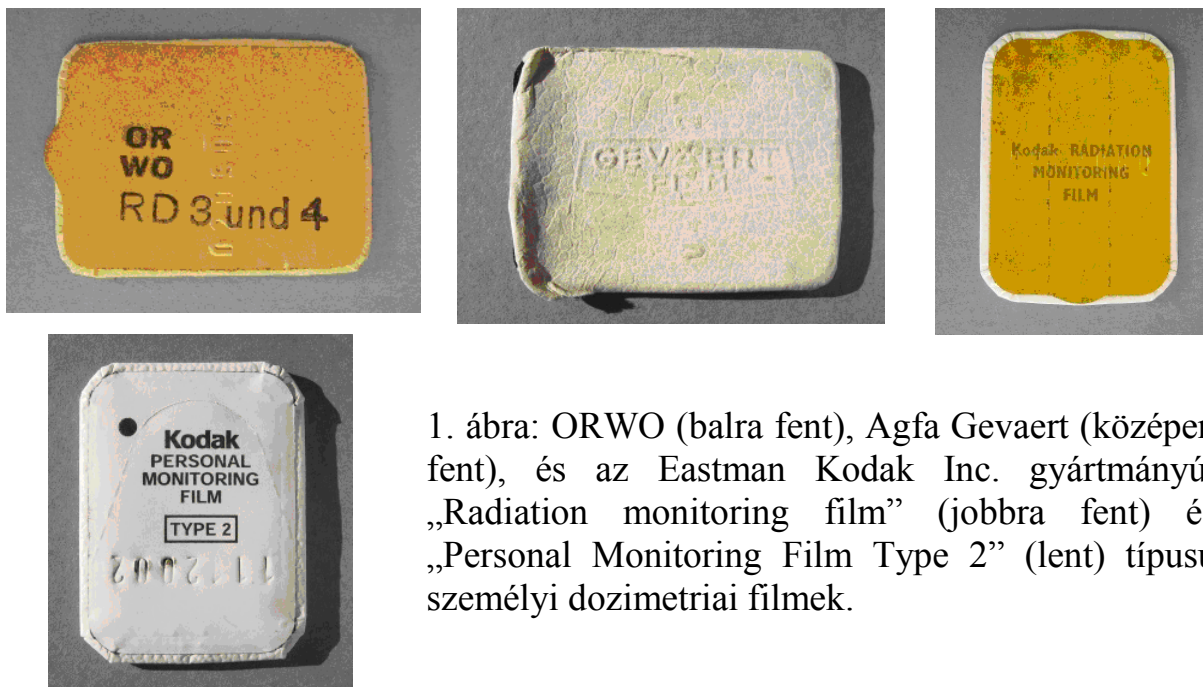 OR
WO
RD 3 und 4
GEVAERT
FILM
Kodak RADIATION
MONITORING
FILM
Kodak
PERSONAL
MONITORING
FILM
TYPE 2
1. ábra: ORWO (balra fent), Agfa Gevaert (középen
fent), és az Eastman Kodak Inc. gyártmányú
„Radiation monitoring film” (jobbra fent) é
„Personal Monitoring Film Type 2” (lent) típusú
személyi dozimetriai filmek.